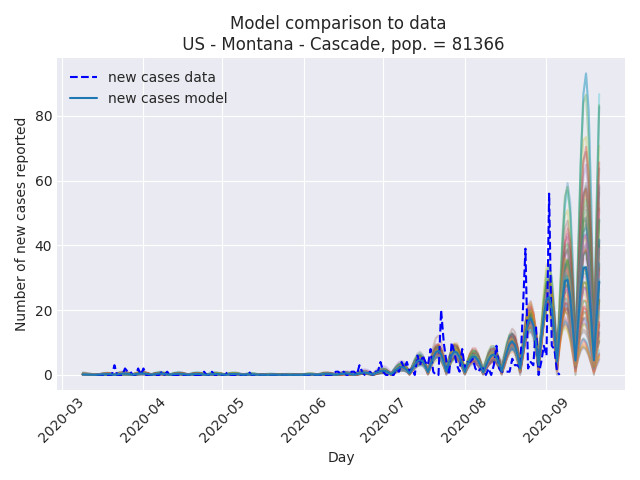 Model comparison to data
US - Montana - Cascade, pop. = 81366
new cases data
new cases model
Number of new cases reported
80
60
40
20
0
2020-03
2020-04
2020-05
2020-06
2020-07
2020-08
2020-09
Day